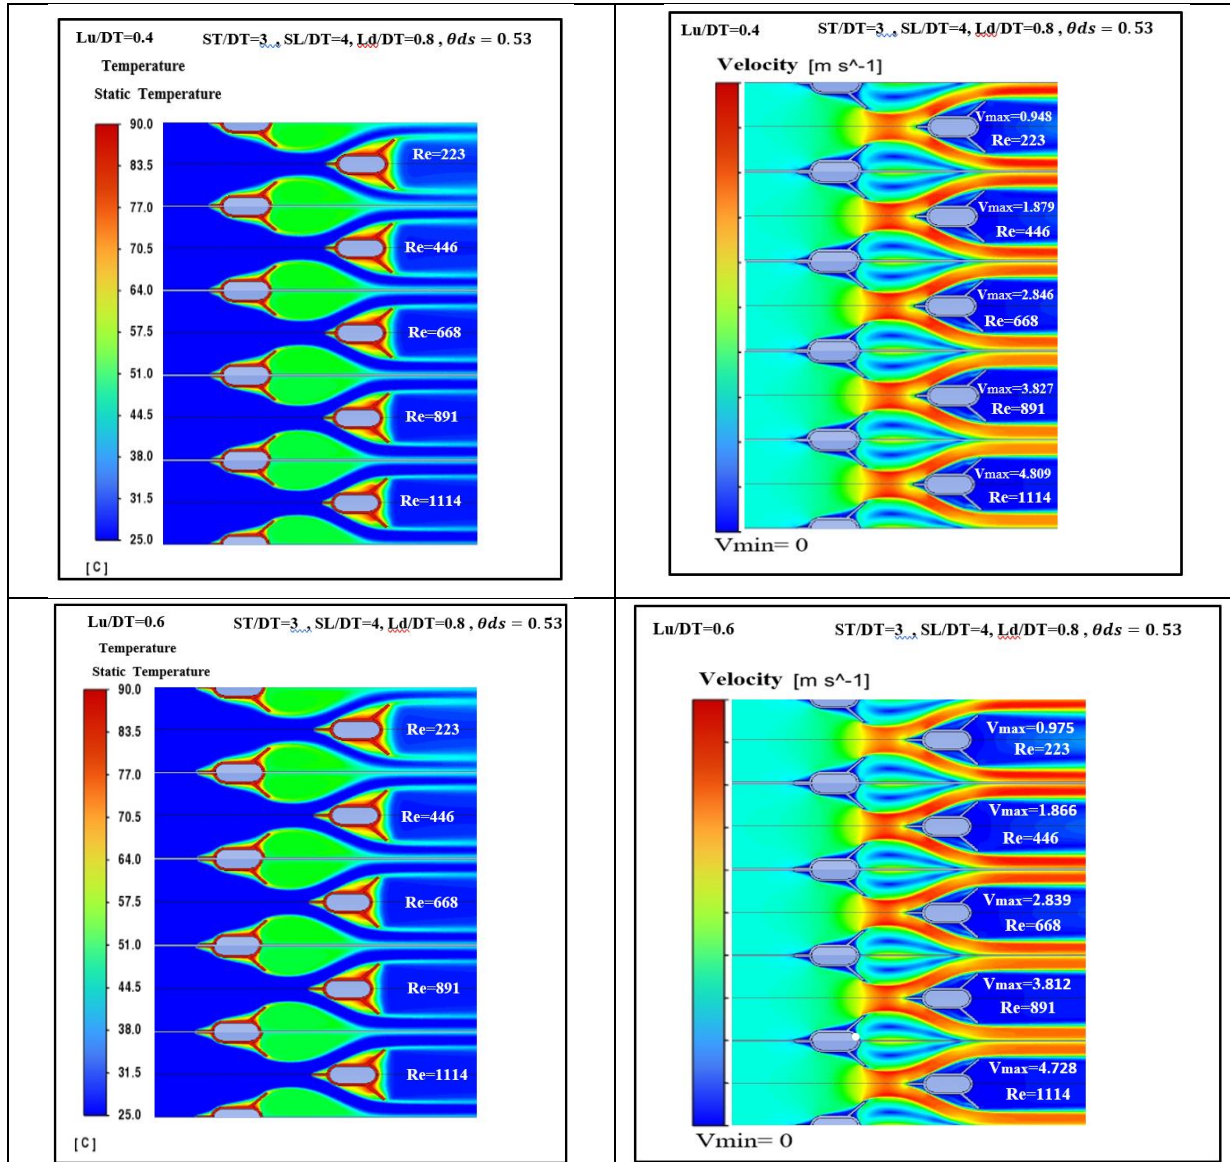 Lu/DT=0.4 ST/DT=3 , SL/DT=4, Ld/DT=0.8 , θds = 0.53
Temperature
Static Temperature
90.0
83.5
77.0
70.5
64.0
57.5
51.0
44.5
38.0
31.5
25.0
[C]
Re=223
Re=446
Re=668
Re=891
Re=1114
Lu/DT=0.4 ST/DT=3 , SL/DT=4, Ld/DT=0.8 , θds = 0.53
Velocity [m s^-1]
Vmax=0.948
Re=223
Vmax=1.879
Re=446
Vmax=2.846
Re=668
Vmax=3.827
Re=891
Vmax=4.809
Re=1114
Vmin= 0
Lu/DT=0.6 ST/DT=3 , SL/DT=4, Ld/DT=0.8 , θds = 0.53
Temperature
Static Temperature
90.0
83.5
77.0
70.5
64.0
57.5
51.0
44.5
38.0
31.5
25.0
[C]
Re=223
Re=446
Re=668
Re=891
Re=1114
Lu/DT=0.6 ST/DT=3 , SL/DT=4, Ld/DT=0.8 , θds = 0.53
Velocity [m s^-1]
Vmax=0.975
Re=223
Vmax=1.866
Re=446
Vmax=2.839
Re=668
Vmax=3.812
Re=891
Vmax=4.728
Re=1114
Vmin= 0